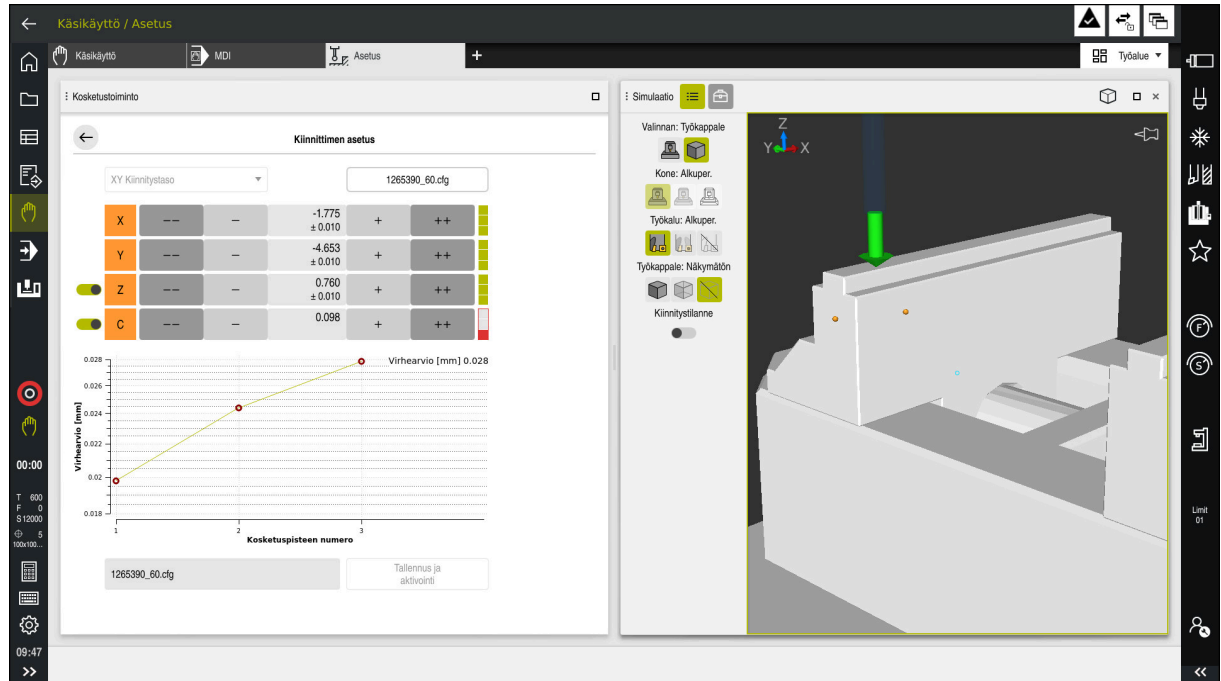 Käsikäyttö / Asetus
Käsikäyttö
MDI
Asetus
+
Työalue
Kosketustoiminto
Kiinnittimen asetus
XY Kiinnitystaso
1265390_60.cfg
X -- - -1.775 ± 0.010 + ++
Y -- - -4.653 ± 0.010 + ++
Z -- - 0.760 ± 0.010 + ++
C -- - 0.098 + ++
Virhearvio [mm] 0.028
0.028
0.026
0.024
0.022
0.02
0.018
Virhearvio [mm]
1 2 3
Kosketuspisteen numero
1265390_60.cfg
Tallennus ja
aktivointi
Simulaatio
Valinnan: Työkappale
Kone: Alkuper.
Työkalu: Alkuper.
Työkappale: Näkymätön
Kiinnitystilanne
Z
Y X
00:00
T 600
F 0
S 12000
5
100x100...
09:47
F
S
Limit
01